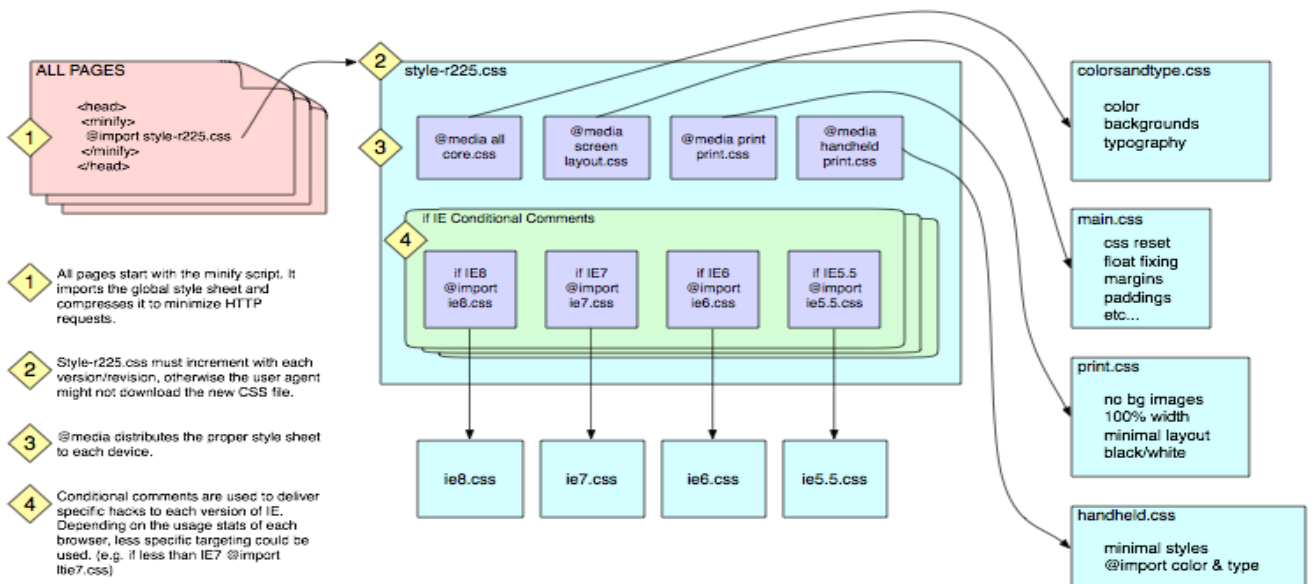 ALL PAGES
<head>
<minify>
@import style-r225.css
</minify>
</head>
1
2
style-r225.css
3
@media all
core.css
@media
screen
layout.css
@media print
print.css
@media
handheld
print.css
4
if IE Conditional Comments
if IE8
@import
ie8.css
if IE7
@import
ie7.css
if IE6
@import
ie6.css
if IE5.5
@import
ie5.5.css
ie8.css
ie7.css
ie6.css
ie5.5.css
colorsandtype.css
color
backgrounds
typography
main.css
css reset
float fixing
margins
paddings
etc...
print.css
no bg images
100% width
minimal layout
black/white
handheld.css
minimal styles
@import color & type
1
All pages start with the minify script. It
imports the global style sheet and
compresses it to minimize HTTP
requests.
2
Style-r225.css must increment with each
version/revision, otherwise the user agent
might not download the new CSS file.
3
@media distributes the proper style sheet
to each device.
4
Conditional comments are used to deliver
specific hacks to each version of IE.
Depending on the usage stats of each
browser, less specific targeting could be
used. (e.g. if less than IE7 @import
ltie7.css)